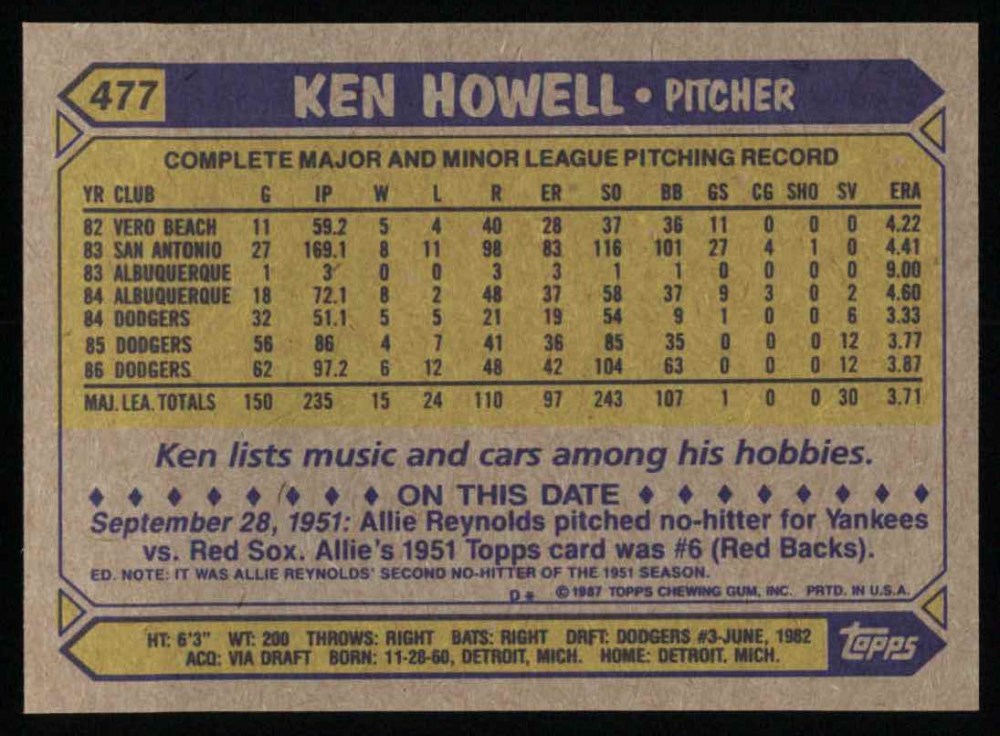 477 KEN HOWELL • PITCHER
COMPLETE MAJOR AND MINOR LEAGUE PITCHING RECORD
YR CLUB G IP W L R ER SO BB GS CG SHO SV ERA
82 VERO BEACH 11 59.2 5 4 40 28 37 36 11 0 0 0 4.22
83 SAN ANTONIO 27 169.1 8 11 98 83 116 101 27 4 1 0 4.41
83 ALBUQUERQUE 1 3 0 0 3 3 1 1 0 0 0 0 9.00
84 ALBUQUERQUE 18 72.1 8 2 48 37 58 37 9 3 0 2 4.60
84 DODGERS 32 51.1 5 5 21 19 54 9 1 0 0 6 3.33
85 DODGERS 56 86 4 7 41 36 85 35 0 0 0 12 3.77
86 DODGERS 62 97.2 6 12 48 42 104 63 0 0 0 12 3.87
MAJ. LEA. TOTALS 150 235 15 24 110 97 243 107 1 0 0 30 3.71
Ken lists music and cars among his hobbies.
ON THIS DATE
September 28, 1951: Allie Reynolds pitched no-hitter for Yankees
vs. Red Sox. Allie's 1951 Topps card was #6 (Red Backs).
ED. NOTE: IT WAS ALLIE REYNOLDS' SECOND NO-HITTER OF THE 1951 SEASON.
D* © 1987 TOPPS CHEWING GUM, INC. PRTD. IN U.S.A.
HT: 6'3" WT: 200 THROWS: RIGHT BATS: RIGHT DRFT: DODGERS #3-JUNE, 1982
ACQ: VIA DRAFT BORN: 11-28-60, DETROIT, MICH. HOME: DETROIT, MICH.
topps